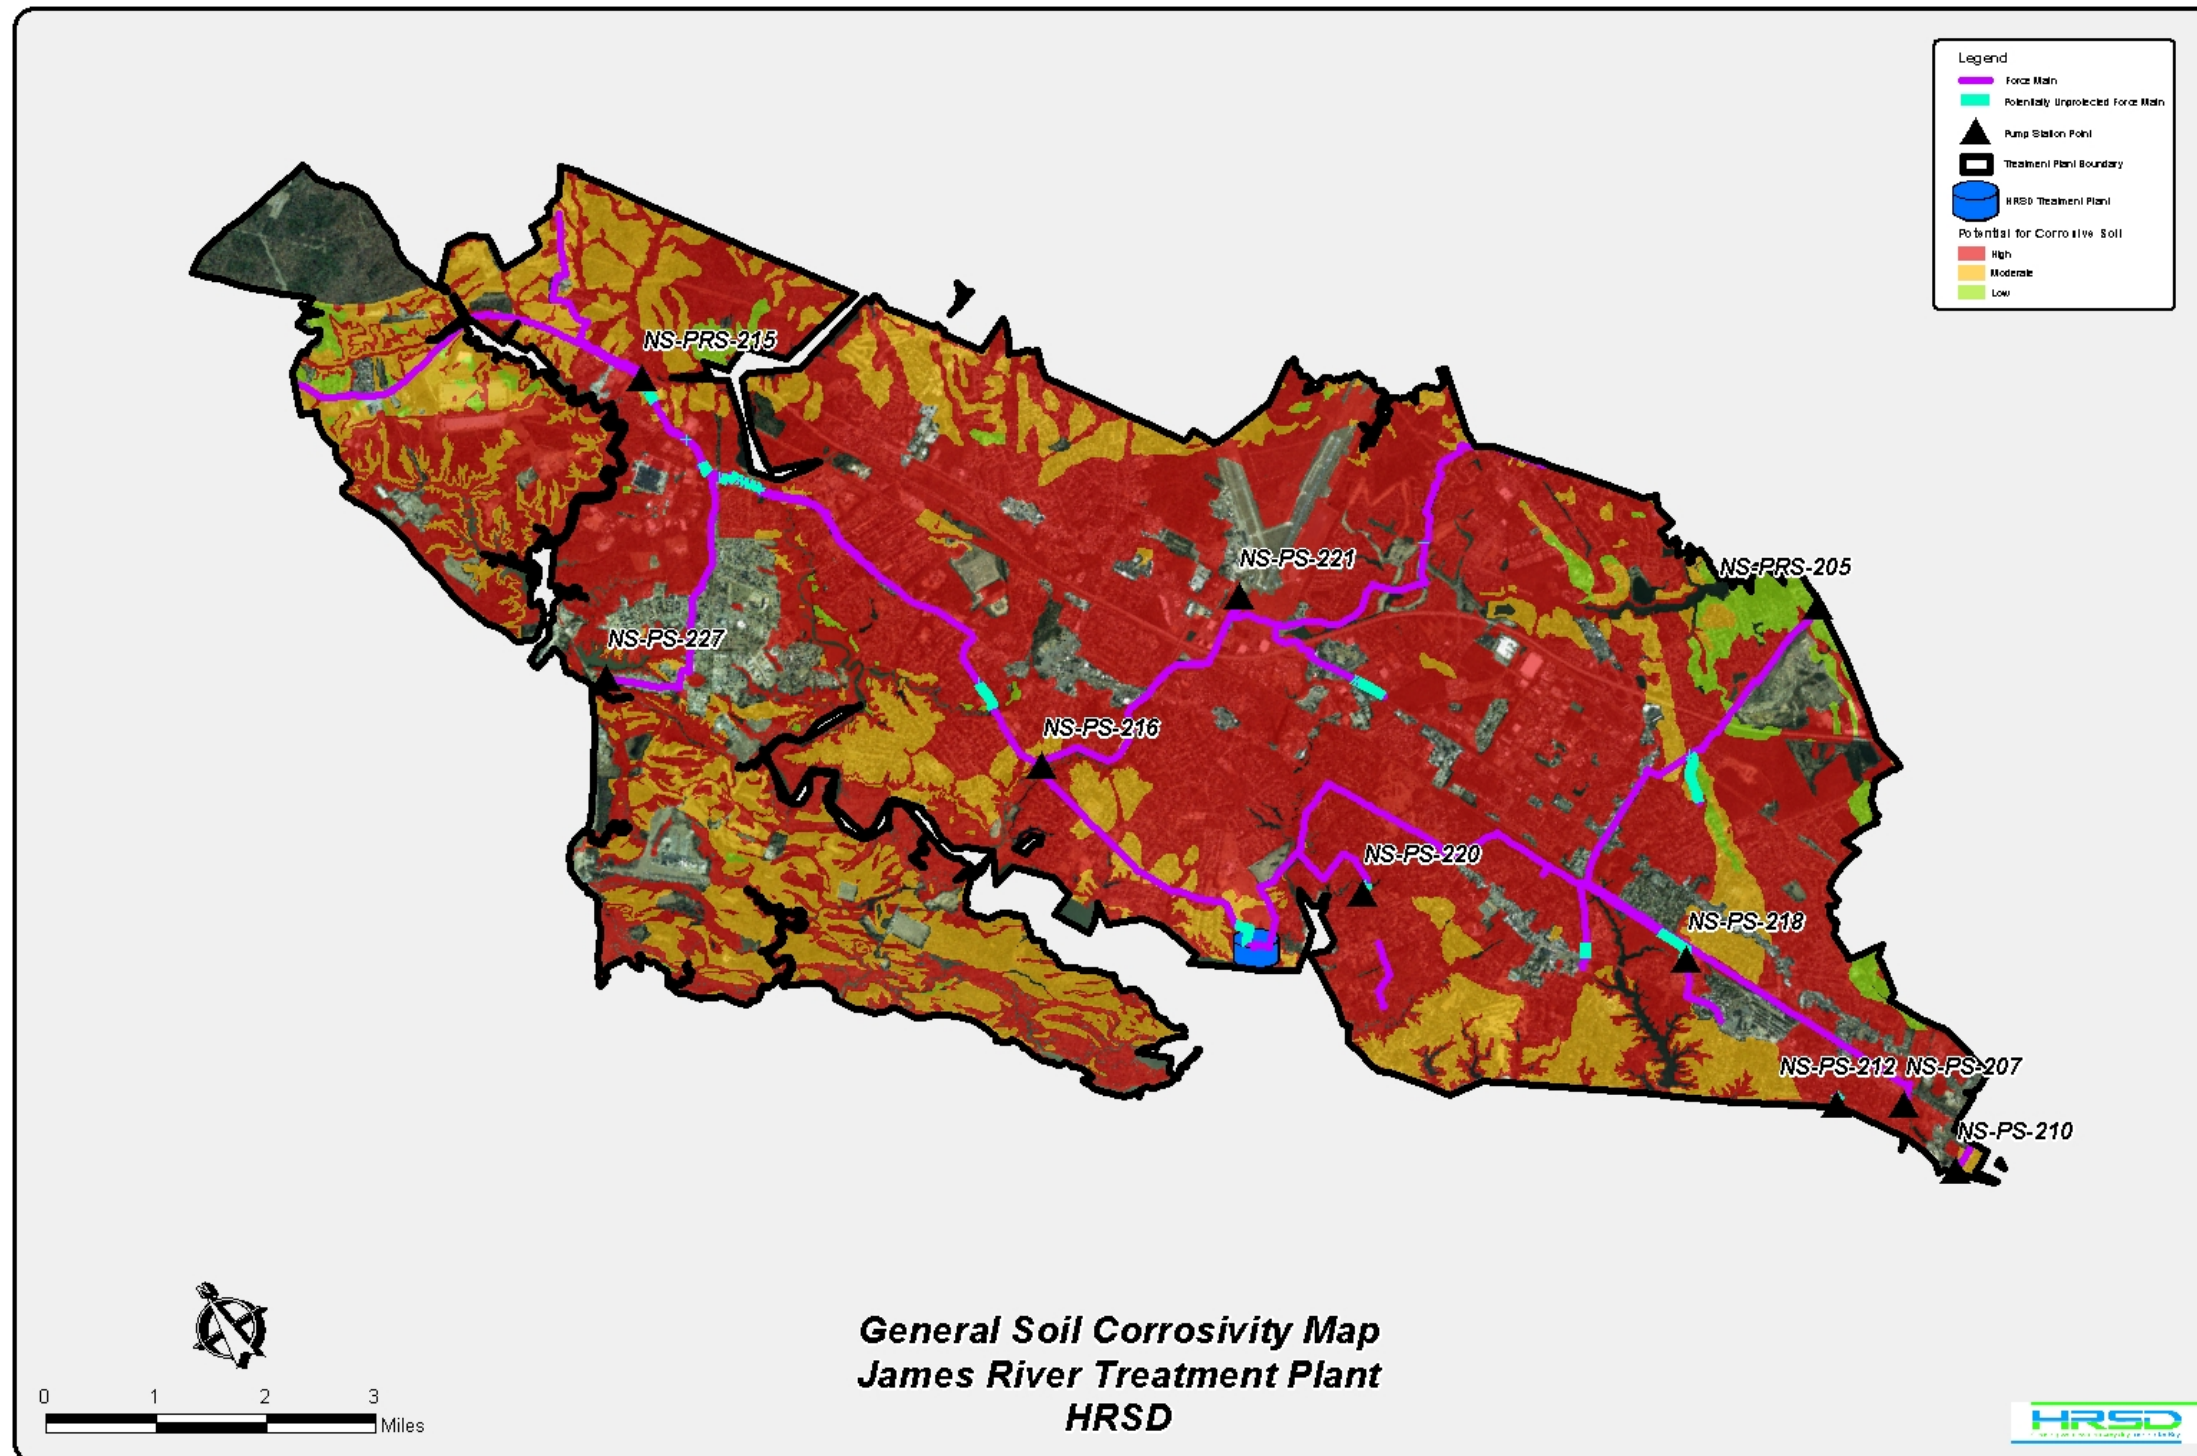 Legend
Force Main
Potentially Unprotected Force Main
Pump Station Point
Treatment Plant Boundary
HRSD Treatment Plant
Potential for Corrosive Soil
High
Moderate
Low
NS-PRS-215
NS-PS-221
NS-PRS-205
NS-PS-227
NS-PS-216
NS-PS-220
NS-PS-218
NS-PS-212
NS-PS-207
NS-PS-210
General Soil Corrosivity Map
James River Treatment Plant
HRSD
0 1 2 3
Miles
HRSD